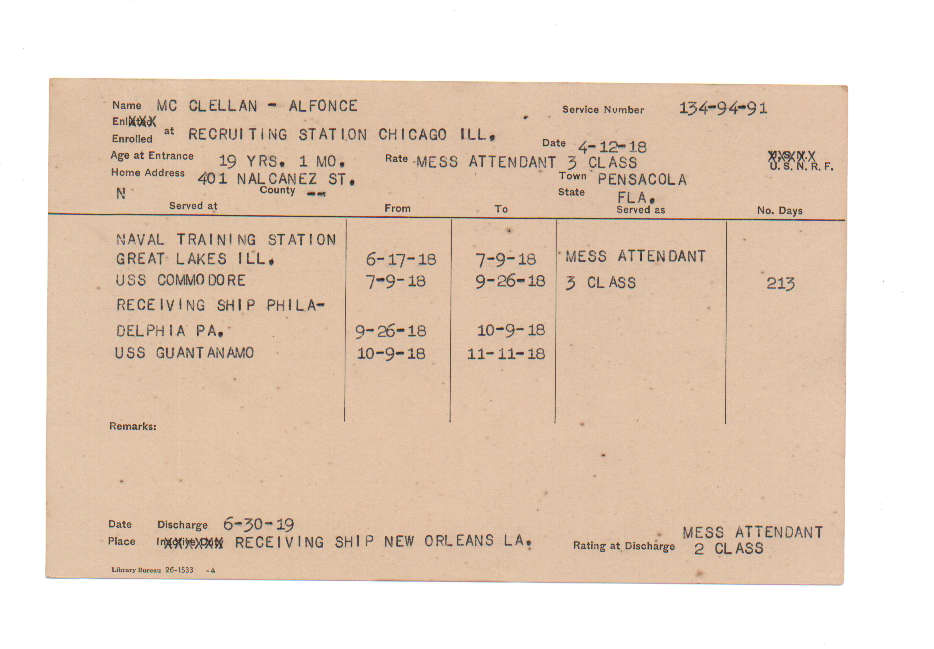 Name MC CLELLAN - ALFONCE Service Number 134-94-91
Enlisted
Enrolled at RECRUITING STATION CHICAGO ILL. Date 4-12-18
Age at Entrance 19 YRS. 1 MO. Rate MESS ATTENDANT 3 CLASS U.S.N.R.F.
Home Address 401 NALCANEZ ST. Town PENSACOLA
N County -- State FLA.
Served at From To Served as No. Days
NAVAL TRAINING STATION
GREAT LAKES ILL. 6-17-18 7-9-18 MESS ATTENDANT
USS COMMODORE 7-9-18 9-26-18 3 CLASS 213
RECEIVING SHIP PHILA-
DELPHIA PA. 9-26-18 10-9-18
USS GUANTANAMO 10-9-18 11-11-18
Remarks:
Date Discharge 6-30-19
Place Inactive Duty RECEIVING SHIP NEW ORLEANS LA. Rating at Discharge MESS ATTENDANT
2 CLASS
Library Bureau 26-1533 -A